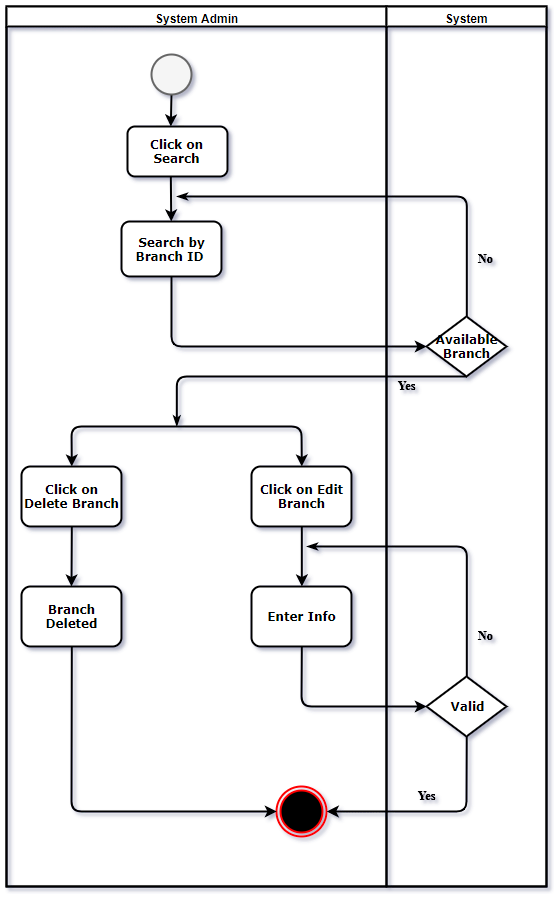 System Admin
System
Click on
Search
Search by
Branch ID
No
Available
Branch
Yes
Click on
Delete Branch
Click on Edit
Branch
Branch
Deleted
Enter Info
No
Valid
Yes